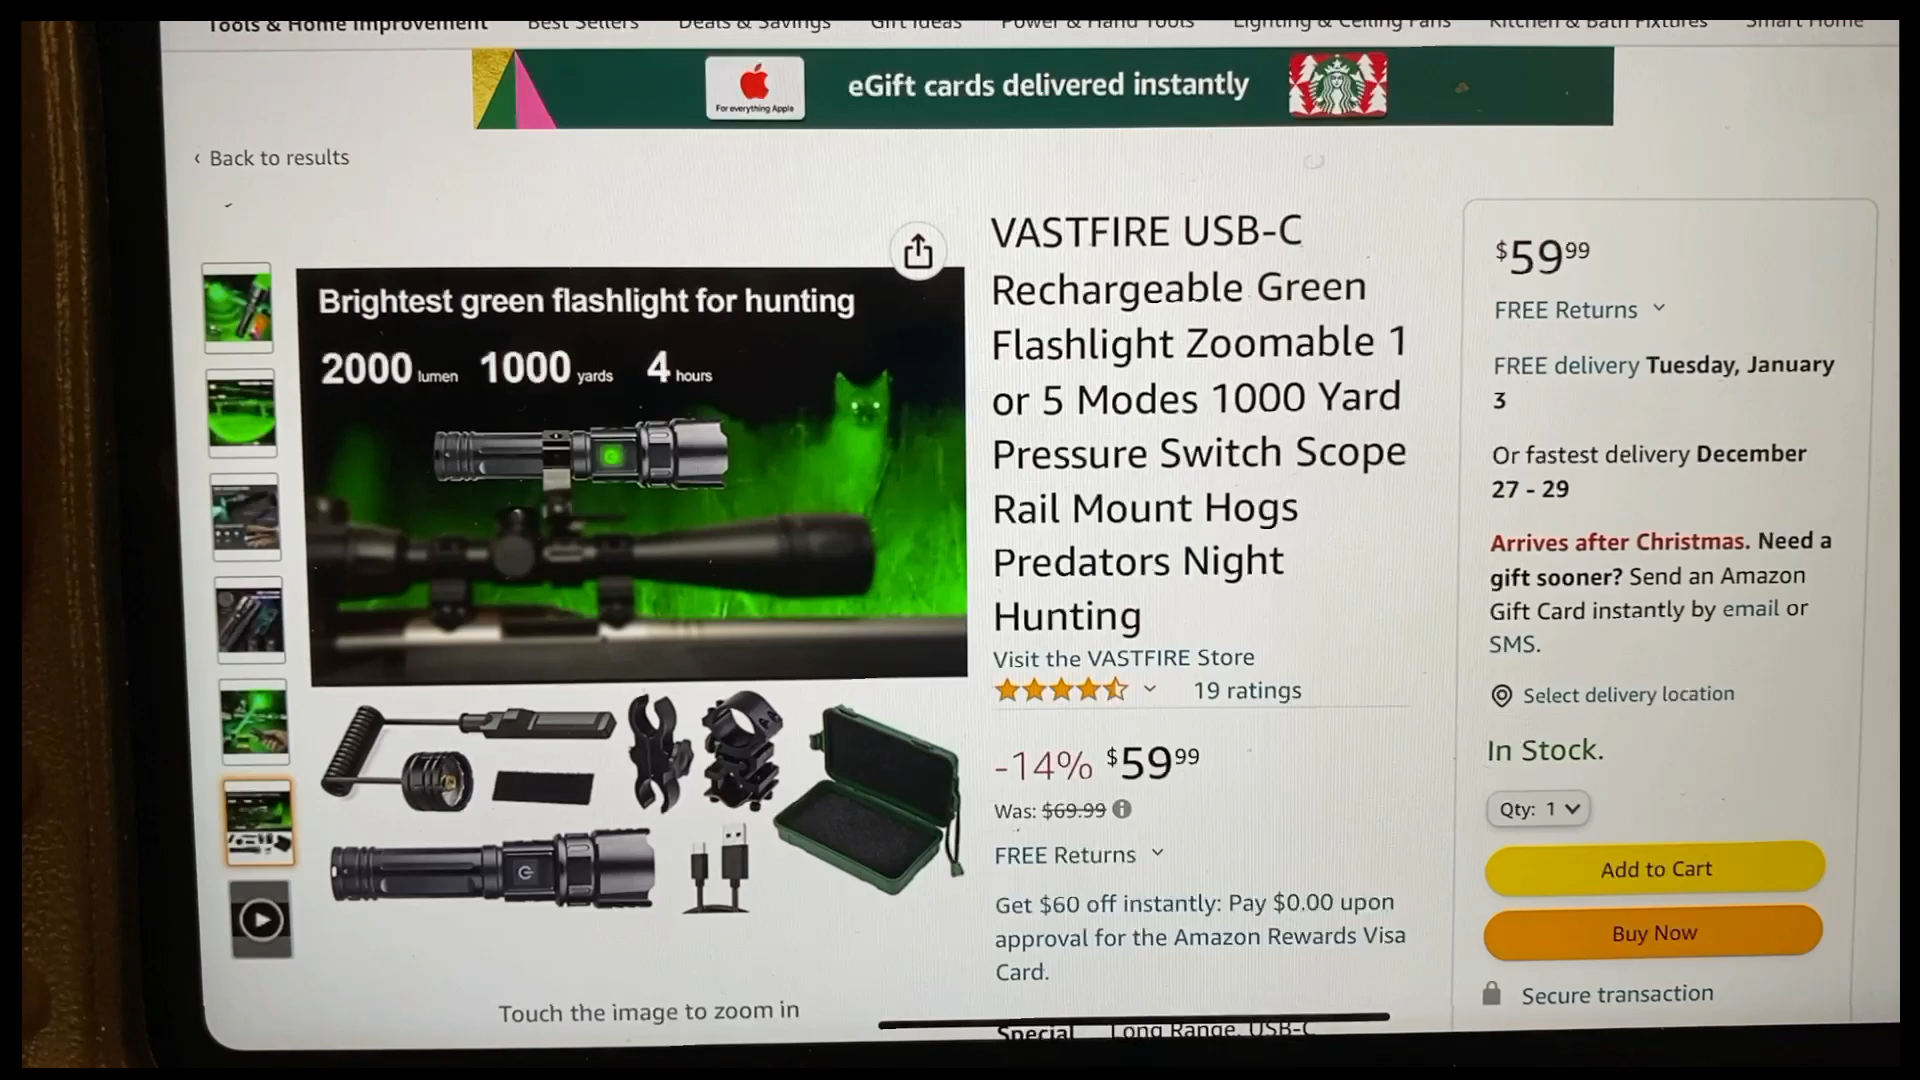 Tools & Home Improvement Best Sellers Deals & Savings Gift Ideas Power & Hand Tools Lighting & Ceiling Fans Kitchen & Bath Fixtures Smart Home
For everything Apple
eGift cards delivered instantly
‹ Back to results
Brightest green flashlight for hunting
2000 lumen 1000 yards 4 hours
VASTFIRE USB-C
Rechargeable Green
Flashlight Zoomable 1
or 5 Modes 1000 Yard
Pressure Switch Scope
Rail Mount Hogs
Predators Night
Hunting
Visit the VASTFIRE Store
19 ratings
-14% $59 99
Was: $69.99
FREE Returns
Get $60 off instantly: Pay $0.00 upon
approval for the Amazon Rewards Visa
Card.
Special Long Range, USB-C
Touch the image to zoom in
$59 99
FREE Returns
FREE delivery Tuesday, January
3
Or fastest delivery December
27 - 29
Arrives after Christmas. Need a
gift sooner? Send an Amazon
Gift Card instantly by email or
SMS.
Select delivery location
In Stock.
Qty: 1
Add to Cart
Buy Now
Secure transaction